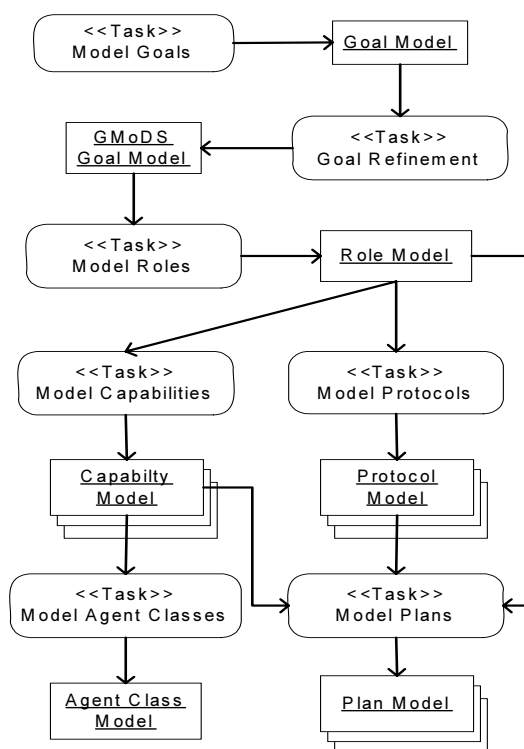 <<Task>>
Model Goals
Goal Model
GMoDS
Goal Model
<<Task>>
Goal Refinement
<<Task>>
Model Roles
Role Model
<<Task>>
Model Capabilities
<<Task>>
Model Protocols
Capabilty
Model
Protocol
Model
<<Task>>
Model Agent Classes
<<Task>>
Model Plans
Agent Class
Model
Plan Model